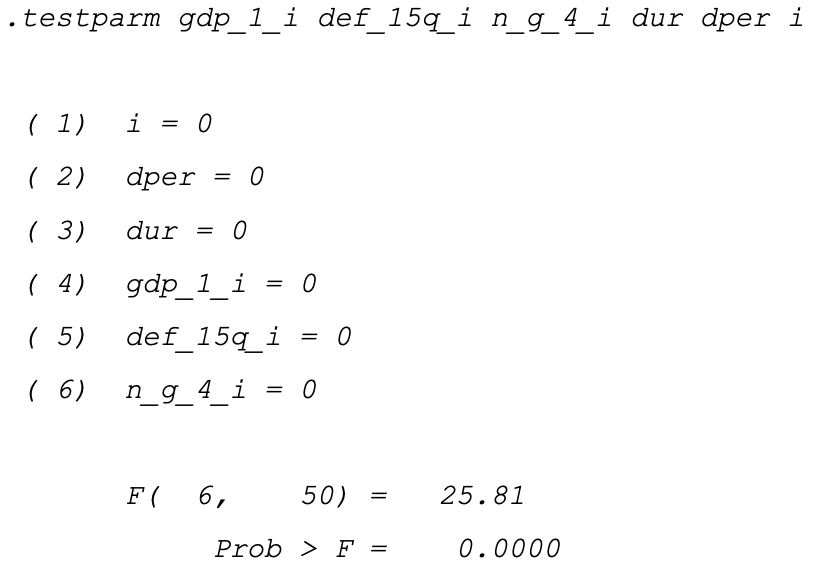 .testparm gdp_1_i def_15q_i n_g_4_i dur dper i
( 1) i = 0
( 2) dper = 0
( 3) dur = 0
( 4) gdp_1_i = 0
( 5) def_15q_i = 0
( 6) n_g_4_i = 0
F( 6, 50) = 25.81
Prob > F = 0.0000